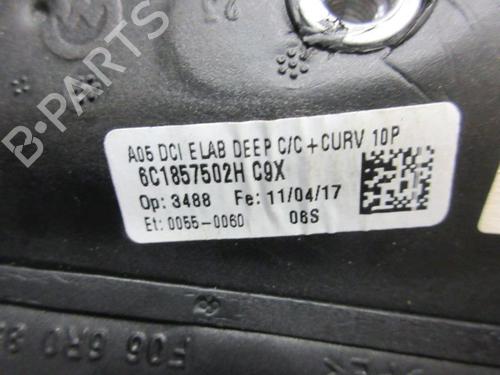 B-PARTS
A05 DCI ELAB DEEP C/C +CURV 10P
6C1857502H C9X
Op: 3488 Fe: 11/04/17
Et: 0055-0060 06S